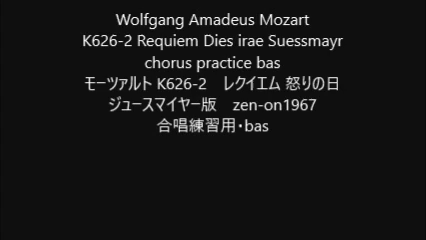 Wolfgang Amadeus Mozart
K626-2 Requiem Dies irae Suessmayr
chorus practice bas
モーツァルト K626-2　レクイエム 怒りの日
ジュースマイヤー版　zen-on1967
合唱練習用・bas